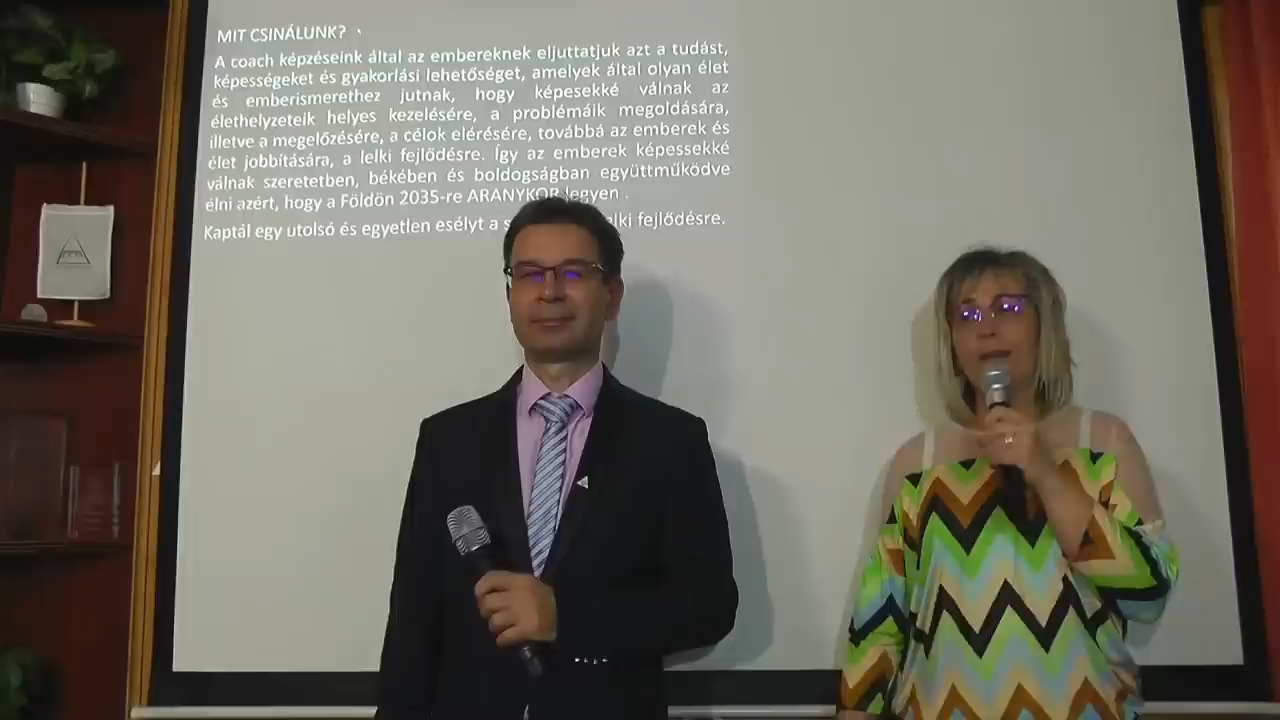 MIT CSINÁLUNK?
A coach képzéseink által az embereknek eljuttatjuk azt a tudást,
képességeket és gyakorlási lehetőséget, amelyek által olyan élet
és emberismerethez jutnak, hogy képesekké válnak az
élethelyzeteik helyes kezelésére, a problémáik megoldására,
illetve a megelőzésére, a célok elérésére, továbbá az emberek és
élet jobbítására, a lelki fejlődésre. Így az emberek képessekké
válnak szeretetben, békében és boldogságban együttműködve
élni azért, hogy a Földön 2035-re ARANYKOR legyen .
Kaptál egy utolsó és egyetlen esélyt a lelki fejlődésre.